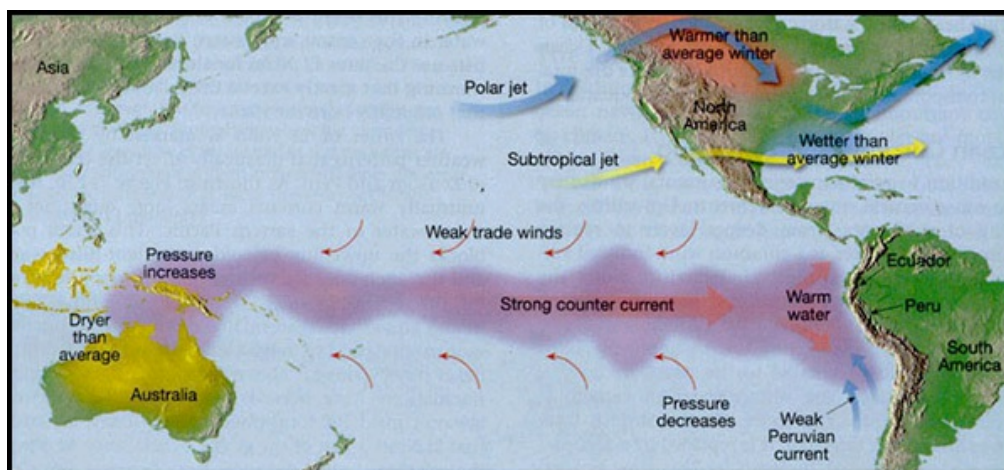 Asia
Polar jet
Warmer than
average winter
North
America
Subtropical jet
Wetter than
average winter
Weak trade winds
Pressure
increases
Ecuador
Strong counter current
Warm
water
Peru
Dryer
than
average
South
America
Australia
Pressure
decreases
Weak
Peruvian
current